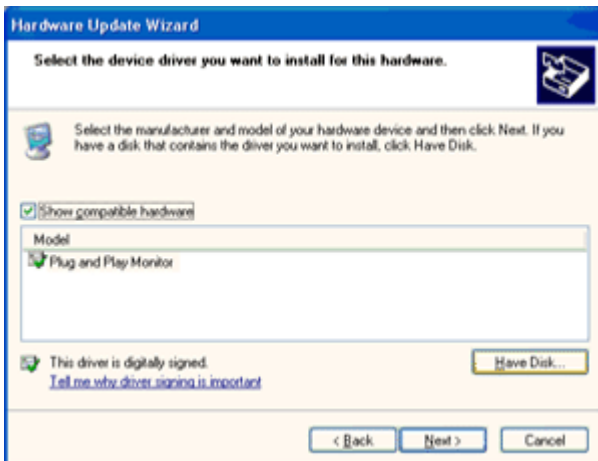 Hardware Update Wizard
Select the device driver you want to install for this hardware.
Select the manufacturer and model of your hardware device and then click Next. If you
have a disk that contains the driver you want to install, click Have Disk.
Show compatible hardware
Model
Plug and Play Monitor
This driver is digitally signed.
Have Disk...
Tell me why driver signing is important
< Back
Next >
Cancel